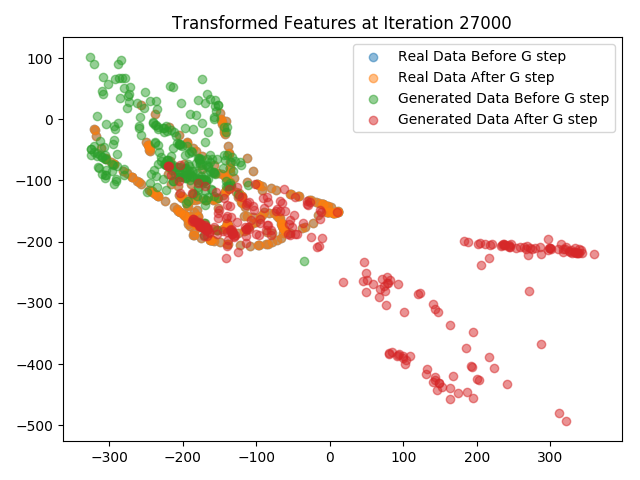 Transformed Features at Iteration 27000
Real Data Before G step
Real Data After G step
Generated Data Before G step
Generated Data After G step
100
0
−100
−200
−300
−400
−500
−300 −200 −100 0 100 200 300